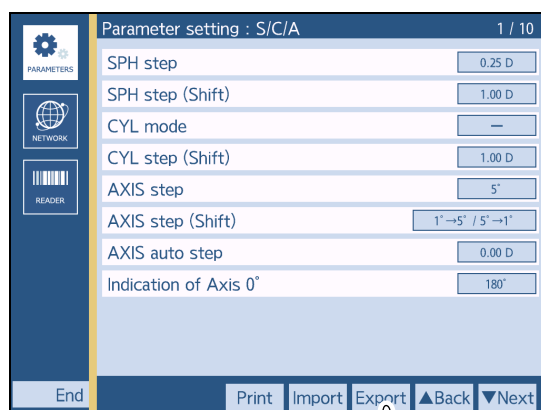 Parameter setting : S/C/A 1 / 10
PARAMETERS
SPH step 0.25 D
SPH step (Shift) 1.00 D
NETWORK
CYL mode —
CYL step (Shift) 1.00 D
READER
AXIS step 5°
AXIS step (Shift) 1°→5° / 5°→1°
AXIS auto step 0.00 D
Indication of Axis 0° 180°
End Print Import Export ▲Back ▼Next